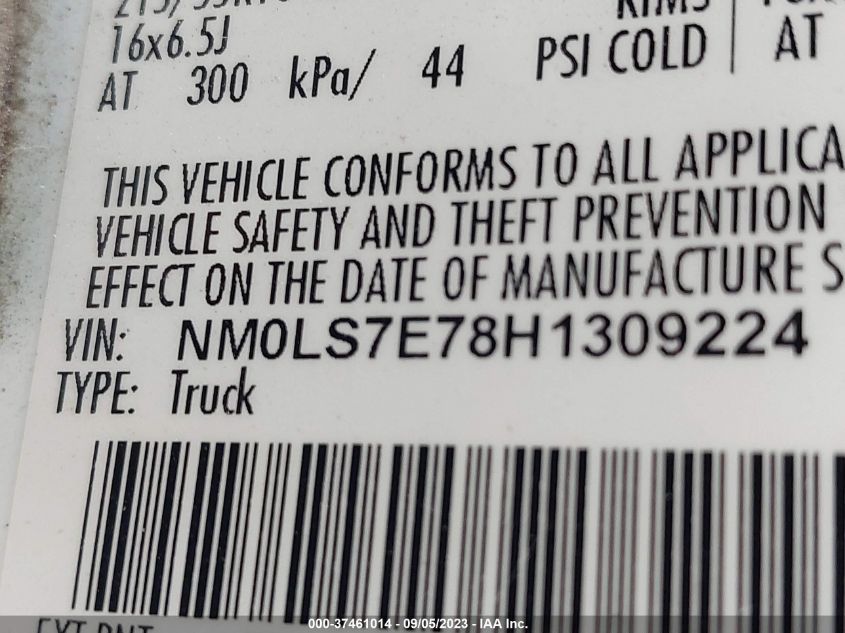 16x6.5J
AT 300 kPa/ 44 PSI COLD AT
THIS VEHICLE CONFORMS TO ALL APPLICA
VEHICLE SAFETY AND THEFT PREVENTION
EFFECT ON THE DATE OF MANUFACTURE S
VIN: NM0LS7E78H1309224
TYPE: Truck
000-37461014 - 09/05/2023 - IAA Inc.